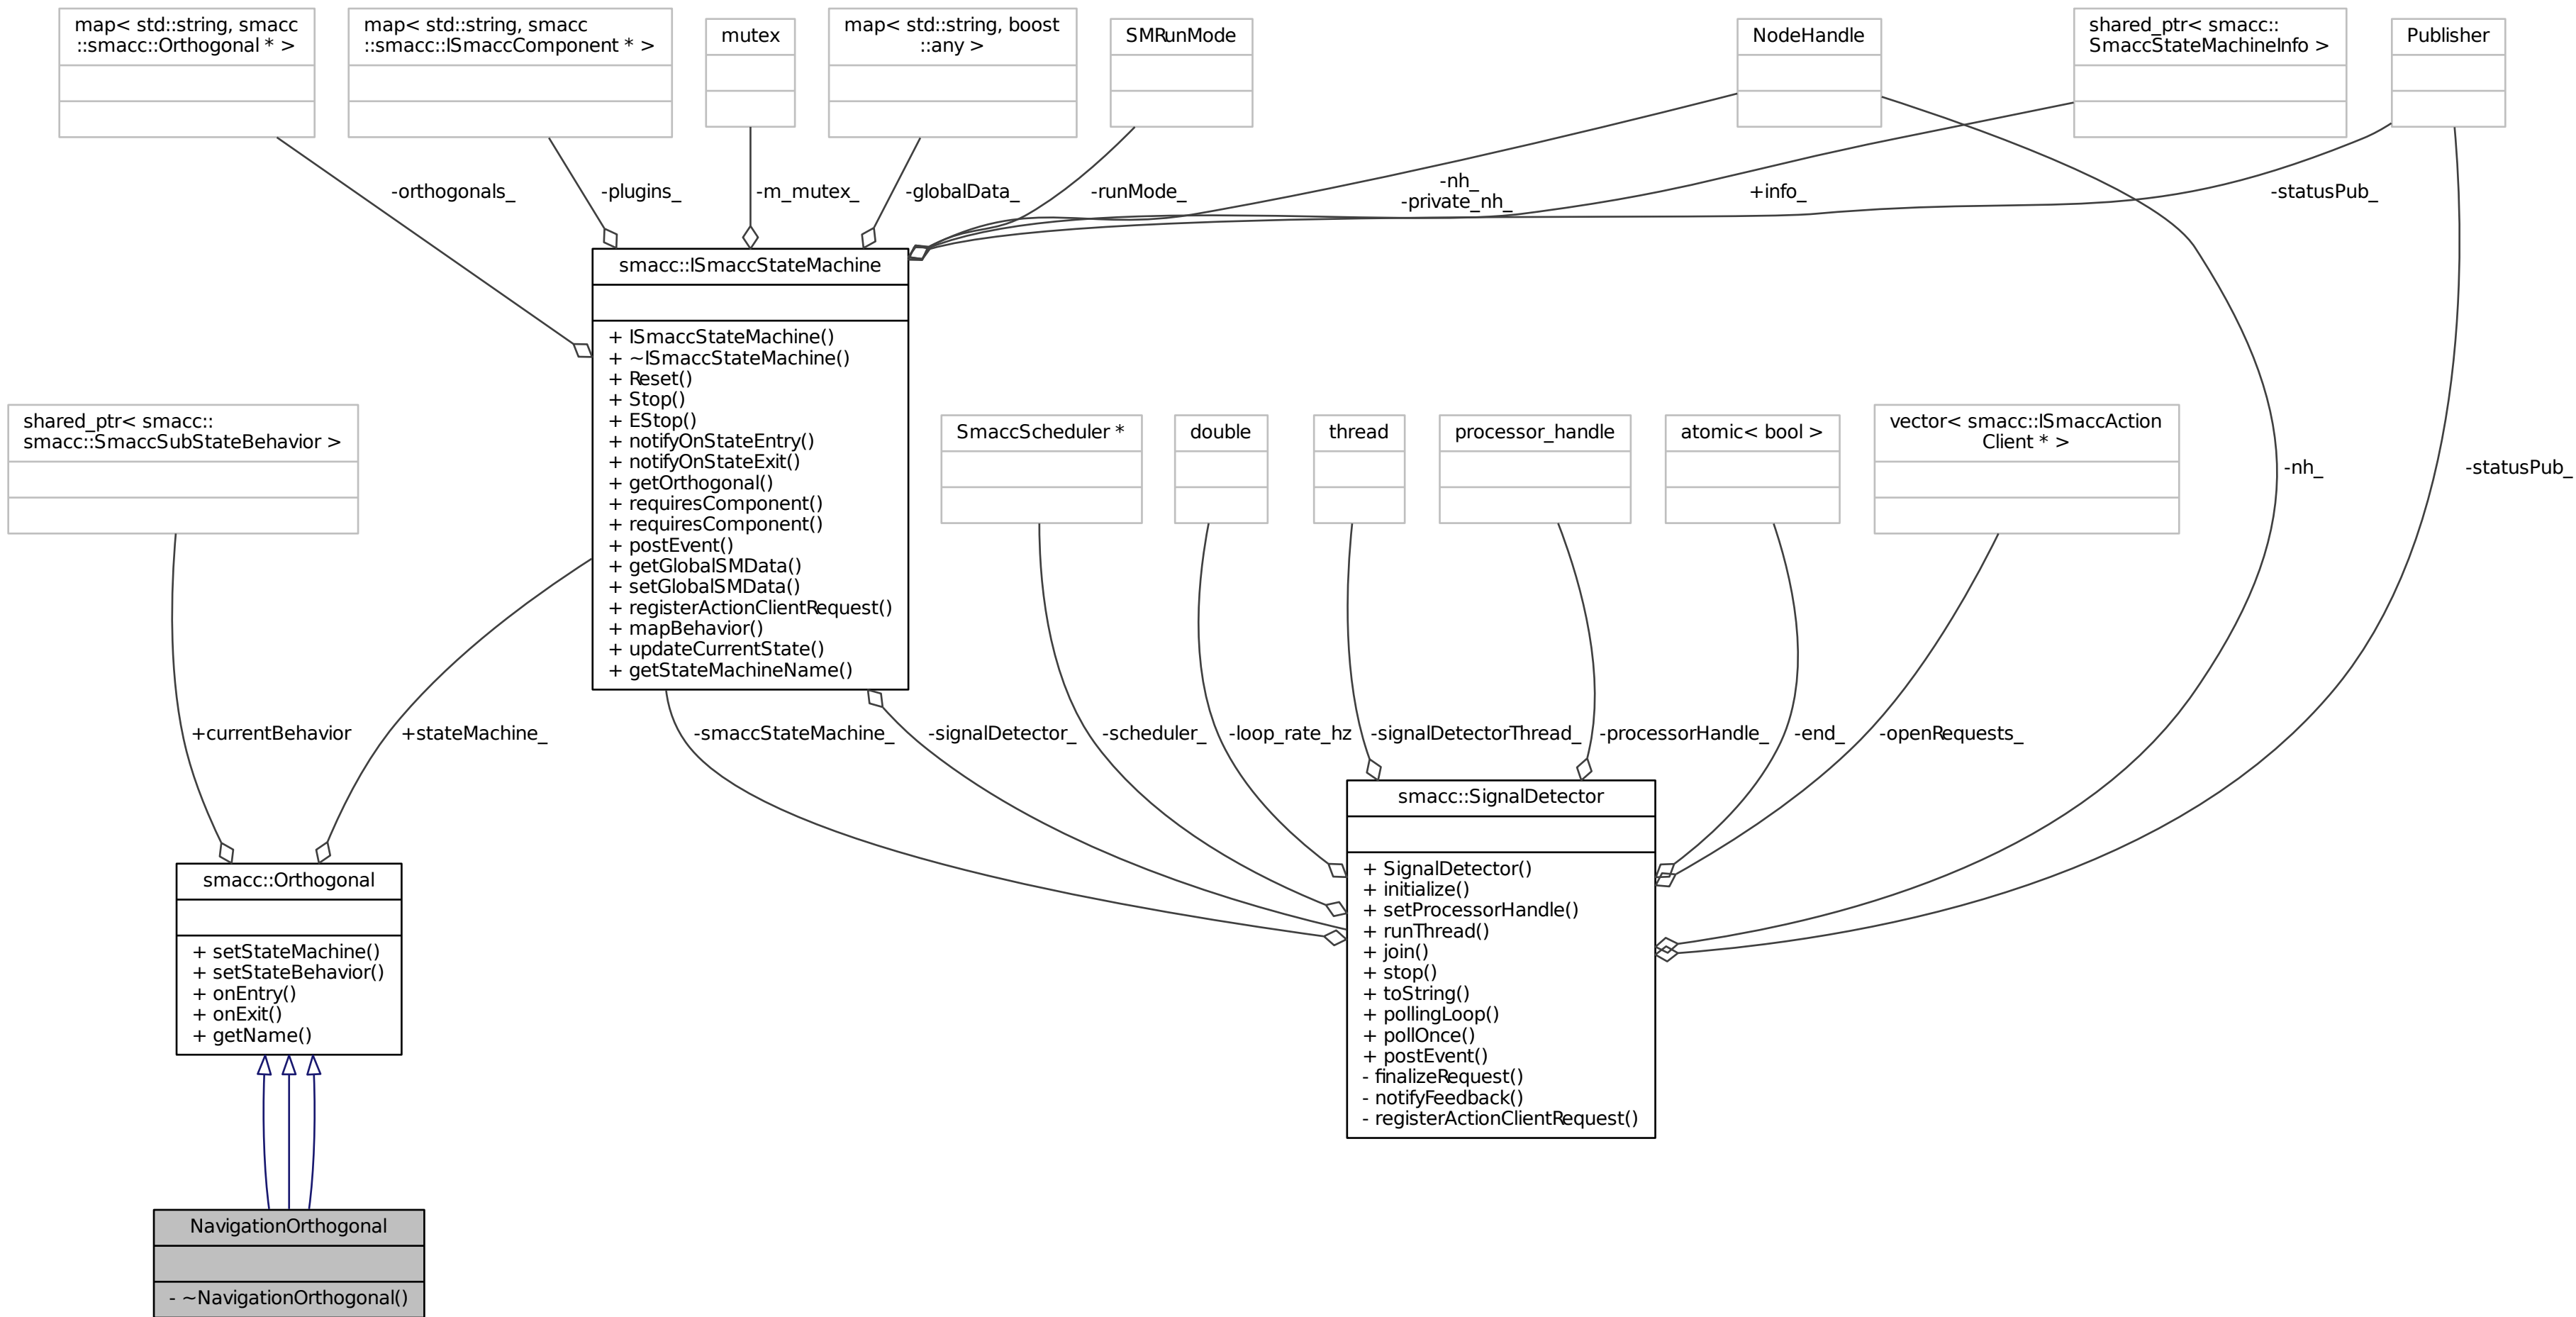 map< std::string, smacc
::smacc::Orthogonal * >
map< std::string, smacc
::smacc::ISmaccComponent * >
mutex
map< std::string, boost
::any >
SMRunMode
NodeHandle
shared_ptr< smacc::
SmaccStateMachineInfo >
Publisher
-orthogonals_
-plugins_
-m_mutex_
-globalData_
-runMode_
-nh_
-private_nh_
+info_
-statusPub_
smacc::ISmaccStateMachine
+ ISmaccStateMachine()
+ ~ISmaccStateMachine()
+ Reset()
+ Stop()
+ EStop()
+ notifyOnStateEntry()
+ notifyOnStateExit()
+ getOrthogonal()
+ requiresComponent()
+ requiresComponent()
+ postEvent()
+ getGlobalSMData()
+ setGlobalSMData()
+ registerActionClientRequest()
+ mapBehavior()
+ updateCurrentState()
+ getStateMachineName()
shared_ptr< smacc::
smacc::SmaccSubStateBehavior >
SmaccScheduler *
double
thread
processor_handle
atomic< bool >
vector< smacc::ISmaccAction
Client * >
-nh_
-statusPub_
+currentBehavior
+stateMachine_
-smaccStateMachine_
-signalDetector_
-scheduler_
-loop_rate_hz
-signalDetectorThread_
-processorHandle_
-end_
-openRequests_
smacc::SignalDetector
+ SignalDetector()
+ initialize()
+ setProcessorHandle()
+ runThread()
+ join()
+ stop()
+ toString()
+ pollingLoop()
+ pollOnce()
+ postEvent()
- finalizeRequest()
- notifyFeedback()
- registerActionClientRequest()
smacc::Orthogonal
+ setStateMachine()
+ setStateBehavior()
+ onEntry()
+ onExit()
+ getName()
NavigationOrthogonal
- ~NavigationOrthogonal()